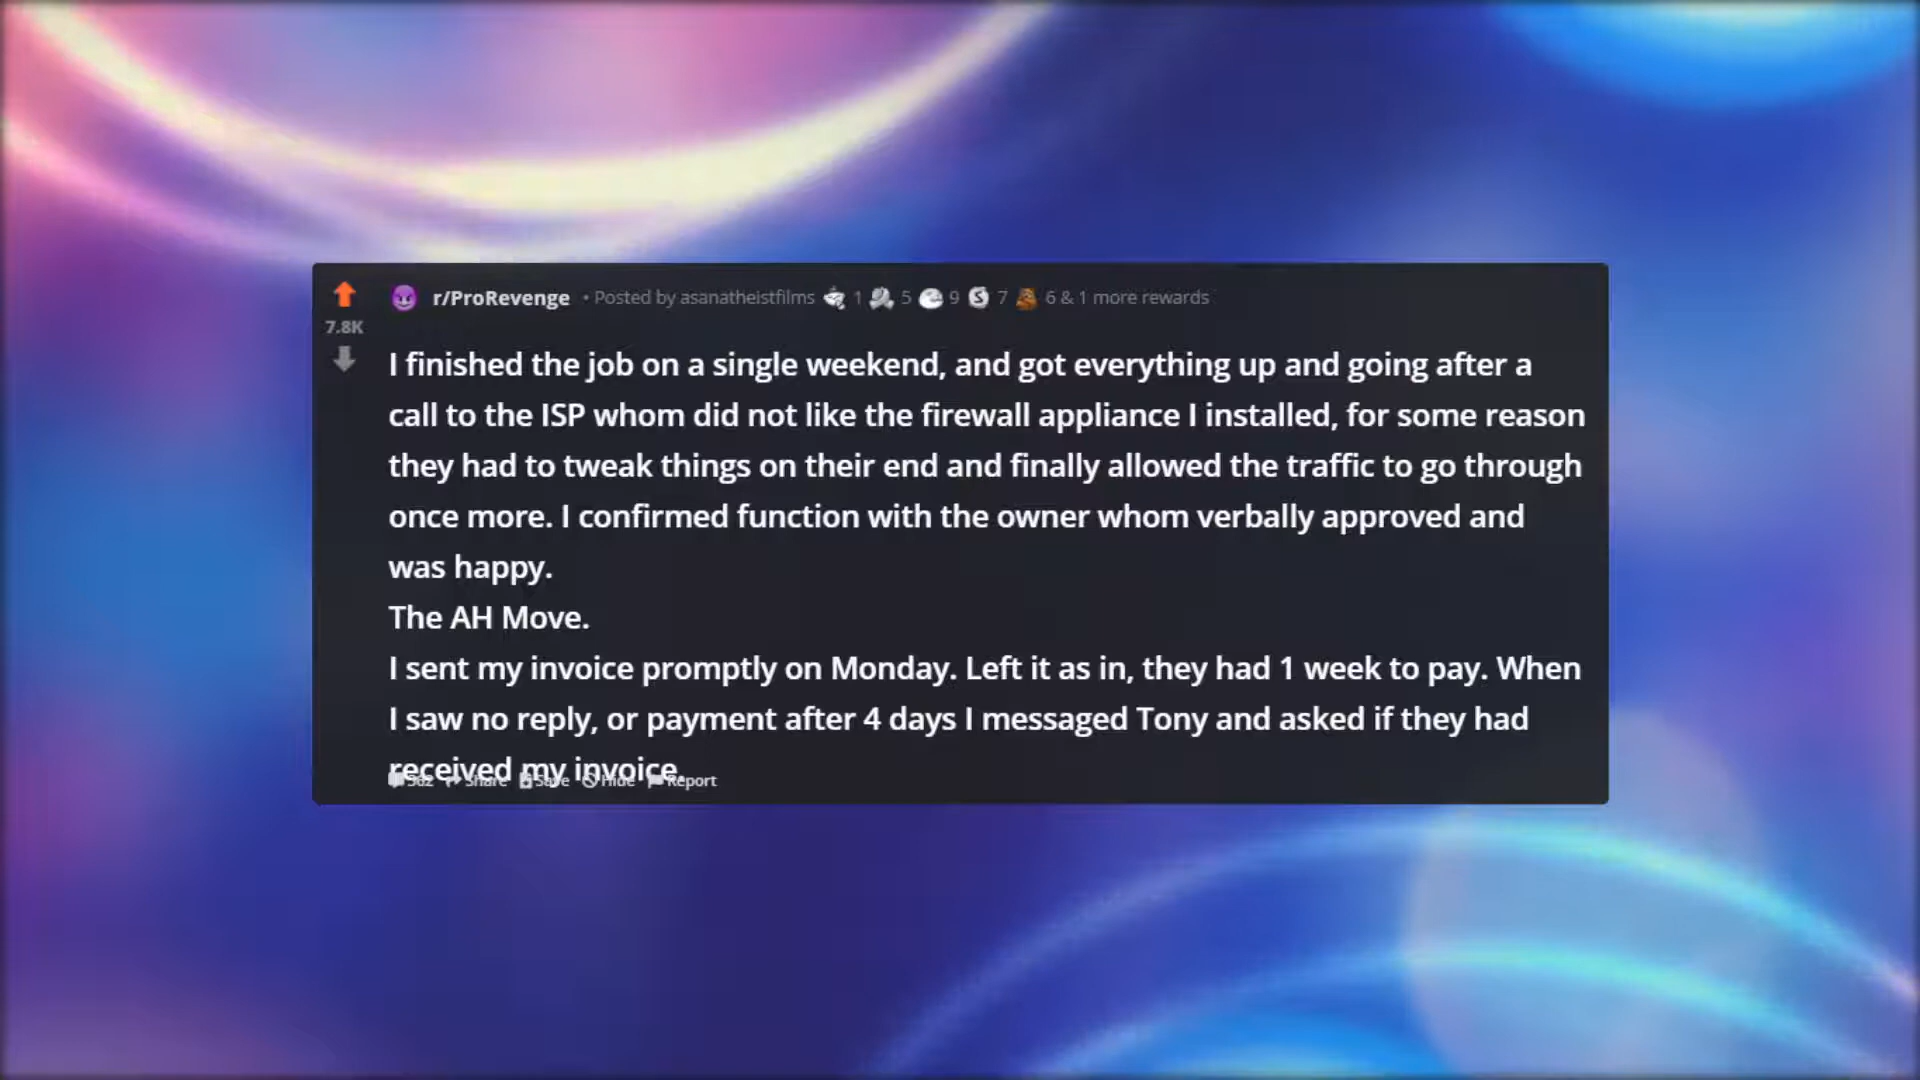 r/ProRevenge • Posted by asanatheistfilms 1 5 9 7 6 & 1 more rewards
7.8K
I finished the job on a single weekend, and got everything up and going after a
call to the ISP whom did not like the firewall appliance I installed, for some reason
they had to tweak things on their end and finally allowed the traffic to go through
once more. I confirmed function with the owner whom verbally approved and
was happy.
The AH Move.
I sent my invoice promptly on Monday. Left it as in, they had 1 week to pay. When
I saw no reply, or payment after 4 days I messaged Tony and asked if they had
received my invoice.
Share Save Hide Report